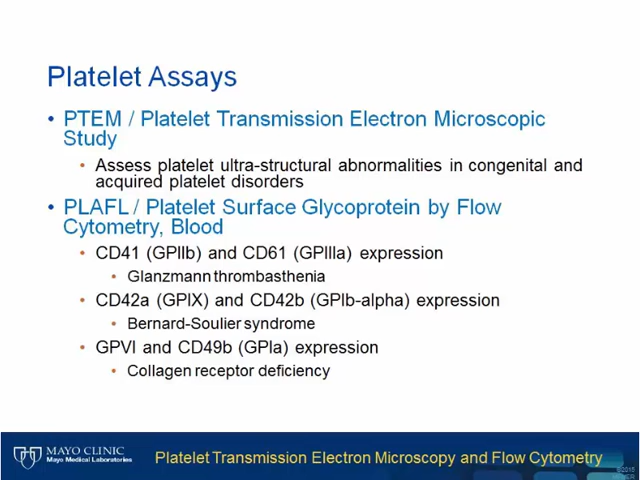 Platelet Assays
• PTEM / Platelet Transmission Electron Microscopic
Study
• Assess platelet ultra-structural abnormalities in congenital and
acquired platelet disorders
• PLAFL / Platelet Surface Glycoprotein by Flow
Cytometry, Blood
• CD41 (GPIIb) and CD61 (GPIIIa) expression
• Glanzmann thrombasthenia
• CD42a (GPIX) and CD42b (GPIb-alpha) expression
• Bernard-Soulier syndrome
• GPVI and CD49b (GPIa) expression
• Collagen receptor deficiency
MAYO CLINIC
Mayo Medical Laboratories
Platelet Transmission Electron Microscopy and Flow Cytometry